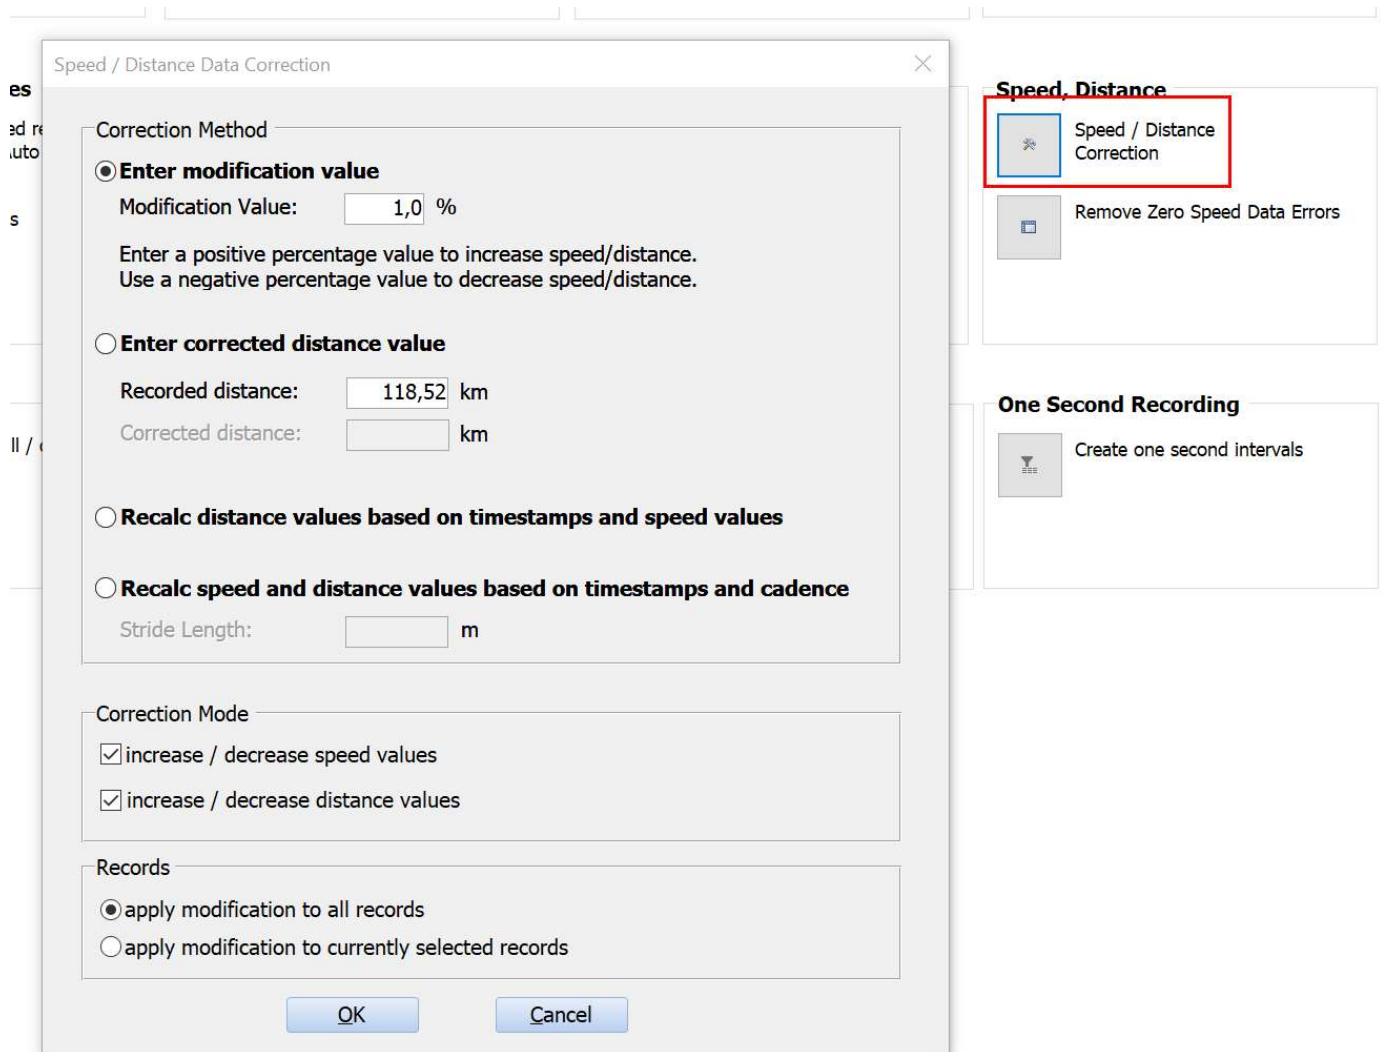 Speed / Distance Data Correction
es
ed re
uto
s
ll /
Correction Method
Enter modification value
Modification Value: 1,0 %
Enter a positive percentage value to increase speed/distance.
Use a negative percentage value to decrease speed/distance.
Enter corrected distance value
Recorded distance: 118,52 km
Corrected distance: km
Recalc distance values based on timestamps and speed values
Recalc speed and distance values based on timestamps and cadence
Stride Length: m
Correction Mode
increase / decrease speed values
increase / decrease distance values
Records
apply modification to all records
apply modification to currently selected records
OK Cancel
Speed, Distance
Speed / Distance
Correction
Remove Zero Speed Data Errors
One Second Recording
Create one second intervals